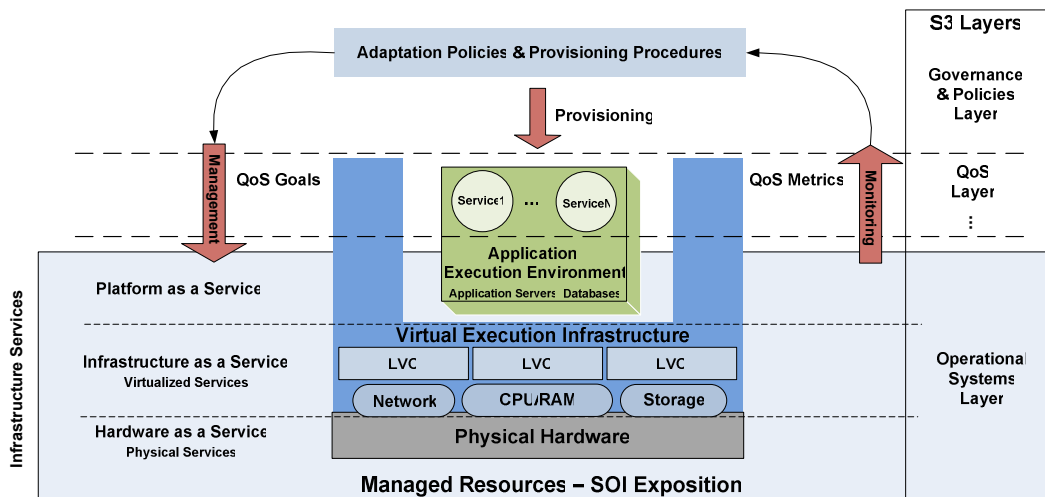 S3 Layers
Adaptation Policies & Provisioning Procedures
Governance
& Policies
Layer
Provisioning
Management
QoS Goals
Service1
...
ServiceN
QoS Metrics
Monitoring
QoS
Layer
...
Application
Execution Environment
Application Servers Databases
Infrastructure Services
Platform as a Service
Virtual Execution Infrastructure
Infrastructure as a Service
Virtualized Services
LVC
LVC
LVC
Operational
Systems
Layer
Network
CPU/RAM
Storage
Hardware as a Service
Physical Services
Physical Hardware
Managed Resources – SOI Exposition